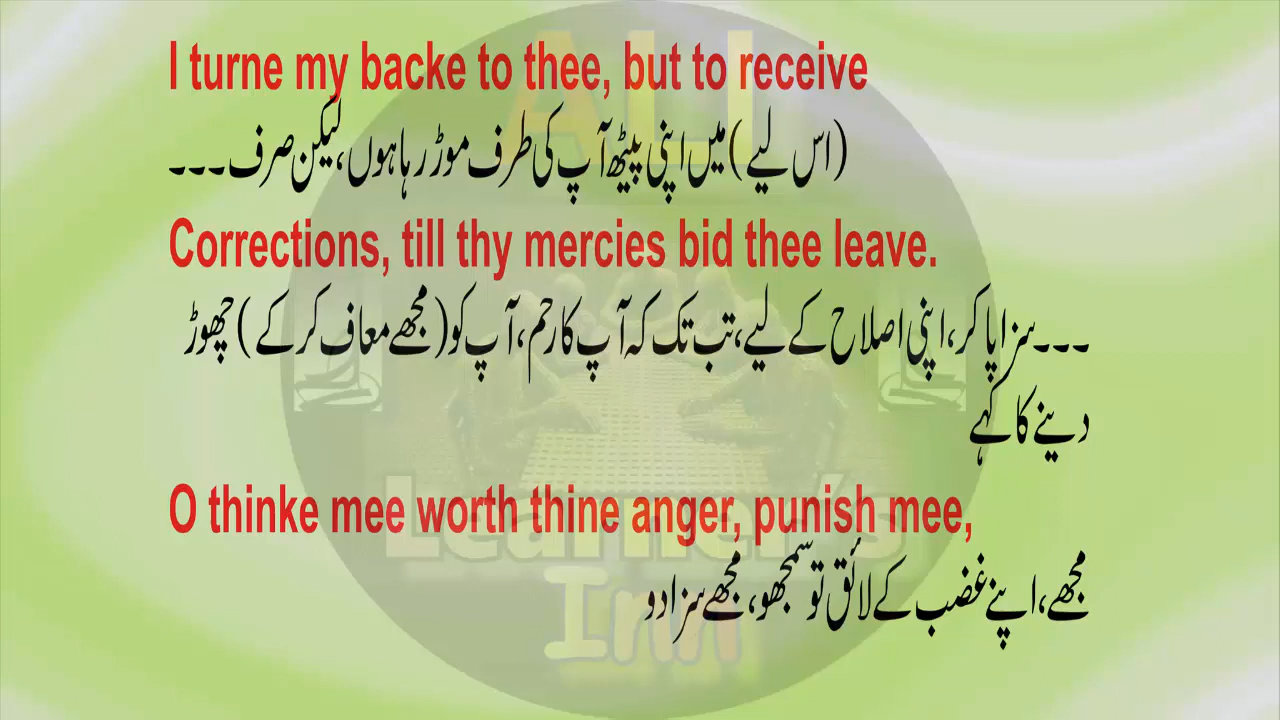 I turne my backe to thee, but to receive
(اس لیے) میں اپنی پیٹھ آپ کی طرف موڑ رہا ہوں، لیکن صرف ۔۔۔
Corrections, till thy mercies bid thee leave.
۔۔۔ سزا پا کر، اپنی اصلاح کے لیے، تب تک کہ آپ کا رحم، آپ کو (مجھے معاف کر کے) چھوڑ
دینے کا کہے
O thinke mee worth thine anger, punish mee,
مجھے، اپنے غضب کے لائق تو سمجھو، مجھے سزا دو
ALI
Learner's
Inn